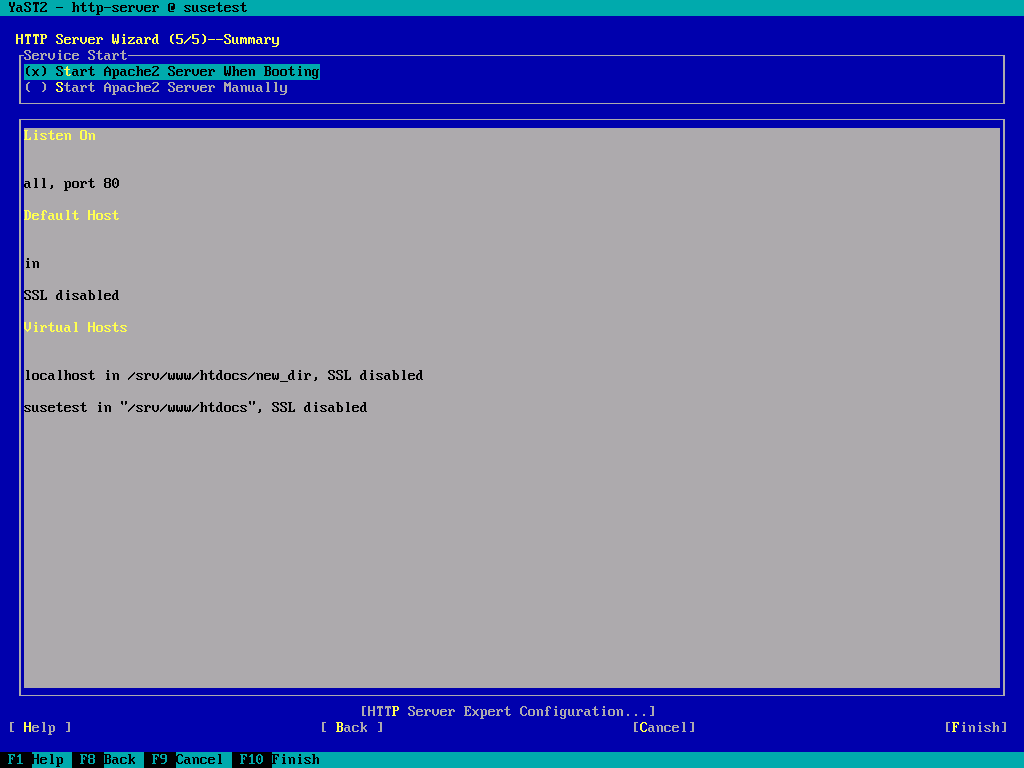 YaST2 - http-server @ susetest
HTTP Server Wizard (5/5)--Summary
Service Start
(x) Start Apache2 Server When Booting
( ) Start Apache2 Server Manually
Listen On
all, port 80
Default Host
in
SSL disabled
Virtual Hosts
localhost in /srv/www/htdocs/new_dir, SSL disabled
susetest in "/srv/www/htdocs", SSL disabled
[HTTP Server Expert Configuration...]
[ Help ] [ Back ] [Cancel] [Finish]
F1 Help F8 Back F9 Cancel F10 Finish